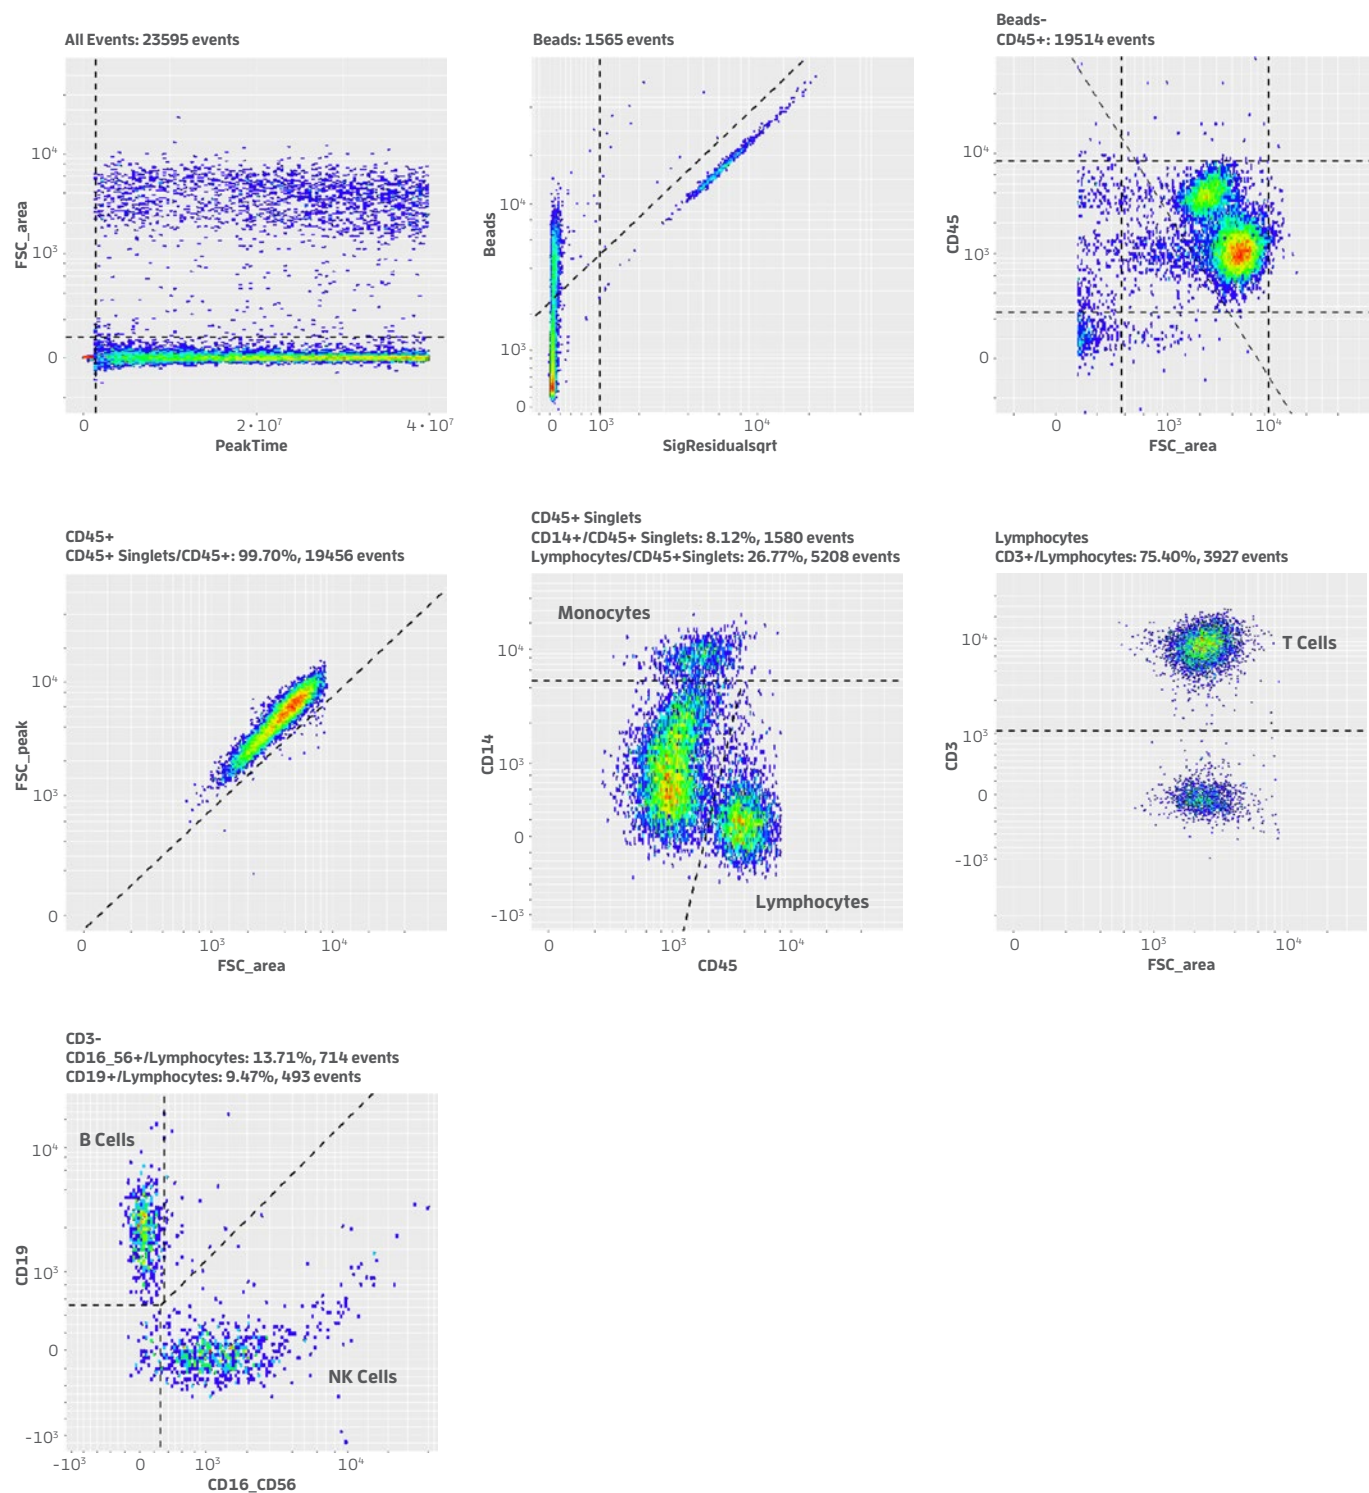 All Events: 23595 events
FSC_area
10⁴
10³
0
0
2•10⁷
4•10⁷
PeakTime
Beads: 1565 events
Beads
10⁴
10³
0
0
10³
10⁴
SigResidualsqrt
Beads-
CD45+: 19514 events
CD45
10⁴
10³
0
0
10³
10⁴
FSC_area
CD45+
CD45+ Singlets/CD45+: 99.70%, 19456 events
FSC_peak
10⁴
10³
0
0
10³
10⁴
FSC_area
CD45+ Singlets
CD14+/CD45+ Singlets: 8.12%, 1580 events
Lymphocytes/CD45+Singlets: 26.77%, 5208 events
Monocytes
CD14
10⁴
10³
0
-10³
Lymphocytes
0
10³
10⁴
CD45
Lymphocytes
CD3+/Lymphocytes: 75.40%, 3927 events
T Cells
CD3
10⁴
10³
0
-10³
0
10³
10⁴
FSC_area
CD3-
CD16_56+/Lymphocytes: 13.71%, 714 events
CD19+/Lymphocytes: 9.47%, 493 events
B Cells
CD19
10⁴
10³
0
-10³
NK Cells
-10³
0
10³
10⁴
CD16_CD56